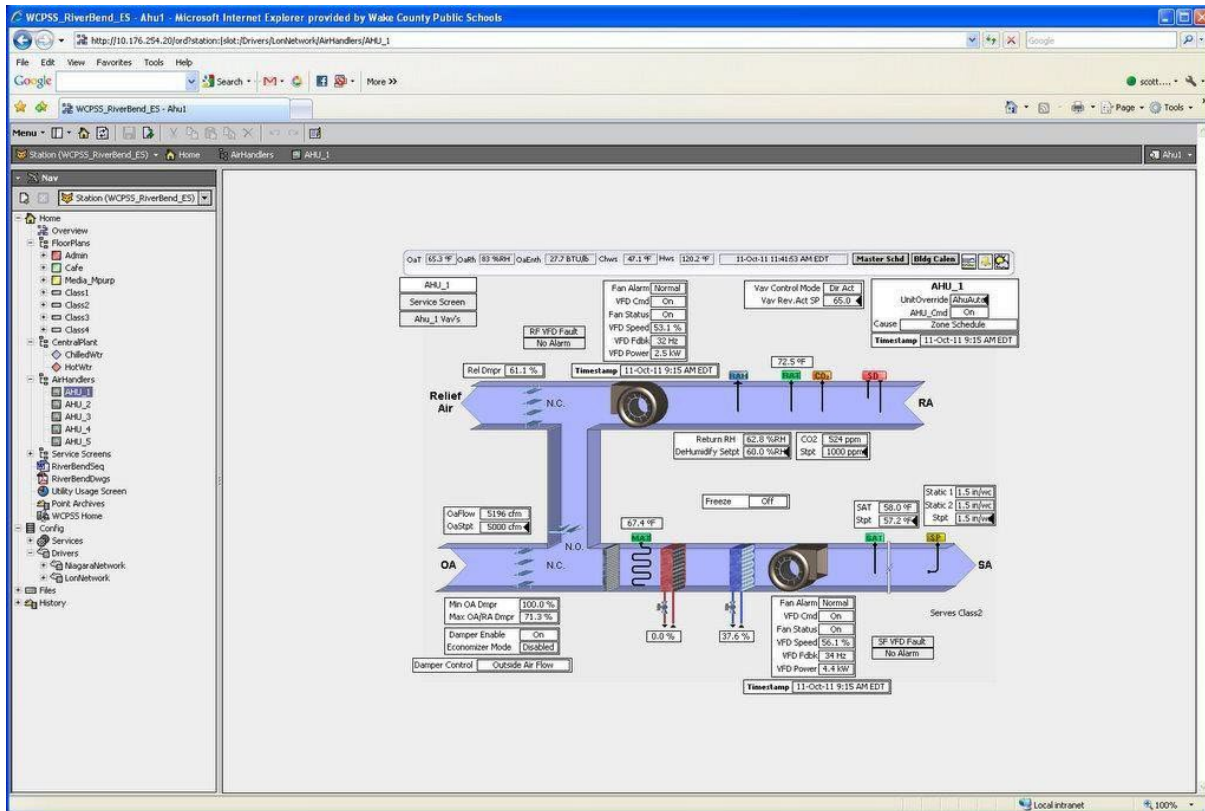 WCPSS_RiverBend_ES - Ahu1 - Microsoft Internet Explorer provided by Wake County Public Schools
http://10.176.254.20/ord?station:|slot:/Drivers/LonNetwork/AirHandlers/AHU_1
Google
File Edit View Favorites Tools Help
Google Search More >> scott....
WCPSS_RiverBend_ES - Ahu1 Page Tools
Menu
Station (WCPSS_RiverBend_ES) Home AirHandlers AHU_1 Ahu1
Nav
Station (WCPSS_RiverBend_ES)
Home
Overview
FloorPlans
Admin
Cafe
Media_Mpurp
Class1
Class2
Class3
Class4
CentralPlant
ChilledWtr
HotWtr
AirHandlers
AHU_1
AHU_2
AHU_3
AHU_4
AHU_5
Service Screens
RiverBendSeq
RiverBendDwgs
Utility Usage Screen
Point Archives
WCPSS Home
Config
Services
Drivers
NiagaraNetwork
LonNetwork
Files
History
OaT 65.3 ºF OaRh 83 %RH OaEnth 27.7 BTU/lb Chws 47.1 ºF Hws 120.2 ºF 11-Oct-11 11:41:53 AM EDT Master Schd Bldg Calen
AHU_1
Service Screen
Ahu_1 Vav's
RF VFD Fault
No Alarm
Fan Alarm Normal
VFD Cmd On
Fan Status On
VFD Speed 53.1 %
VFD Fdbk 32 Hz
VFD Power 2.5 kW
Timestamp 11-Oct-11 9:15 AM EDT
Vav Control Mode Dir Act
Vav Rev.Act SP 65.0
AHU_1
UnitOverride AhuAuto
AHU_Cmd On
Cause Zone Schedule
Timestamp 11-Oct-11 9:15 AM EDT
Rel Dmpr 61.1 %
72.5 ºF
RAH RAT CO2 SD
Relief Air
N.C.
RA
Return RH 62.8 %RH
DeHumidify Setpt 60.0 %RH
CO2 524 ppm
Stpt 1000 ppm
Freeze Off
OaFlow 5196 cfm
OaStpt 5000 cfm
67.4 ºF
SAT 58.0 ºF
Stpt 57.2 ºF
Static 1 1.5 in/wc
Static 2 1.5 in/wc
Stpt 1.5 in/wc
N.O.
MAT SAT SP
OA
N.C.
SA
Min OA Dmpr 100.0 %
Max OA/RA Dmpr 71.3 %
Damper Enable On
Economizer Mode Disabled
Damper Control Outside Air Flow
0.0 %
37.6 %
Fan Alarm Normal
VFD Cmd On
Fan Status On
VFD Speed 56.1 %
VFD Fdbk 34 Hz
VFD Power 4.4 kW
Timestamp 11-Oct-11 9:15 AM EDT
SF VFD Fault
No Alarm
Serves Class2
Local intranet 100%